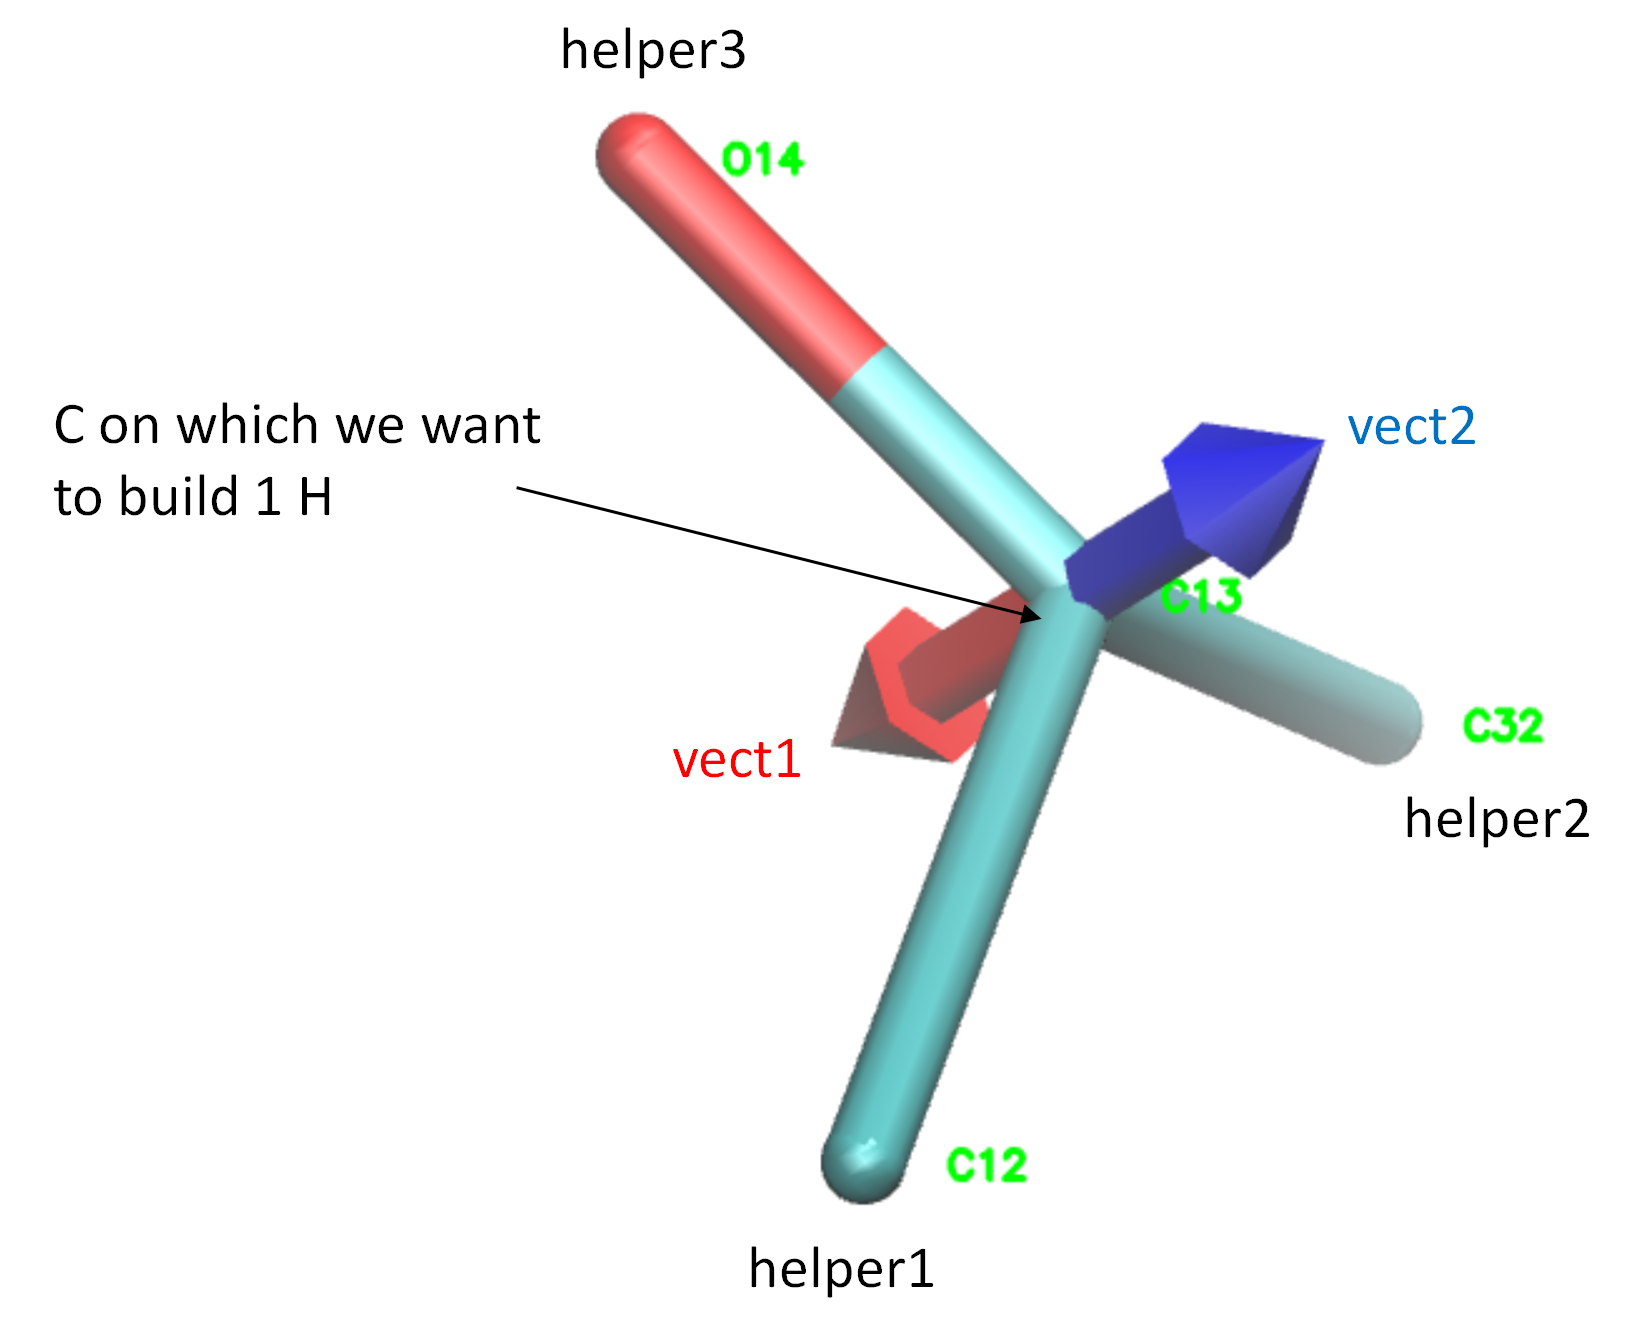 helper3
O14
C on which we want
to build 1 H
vect2
C13
vect1
C32
helper2
C12
helper1